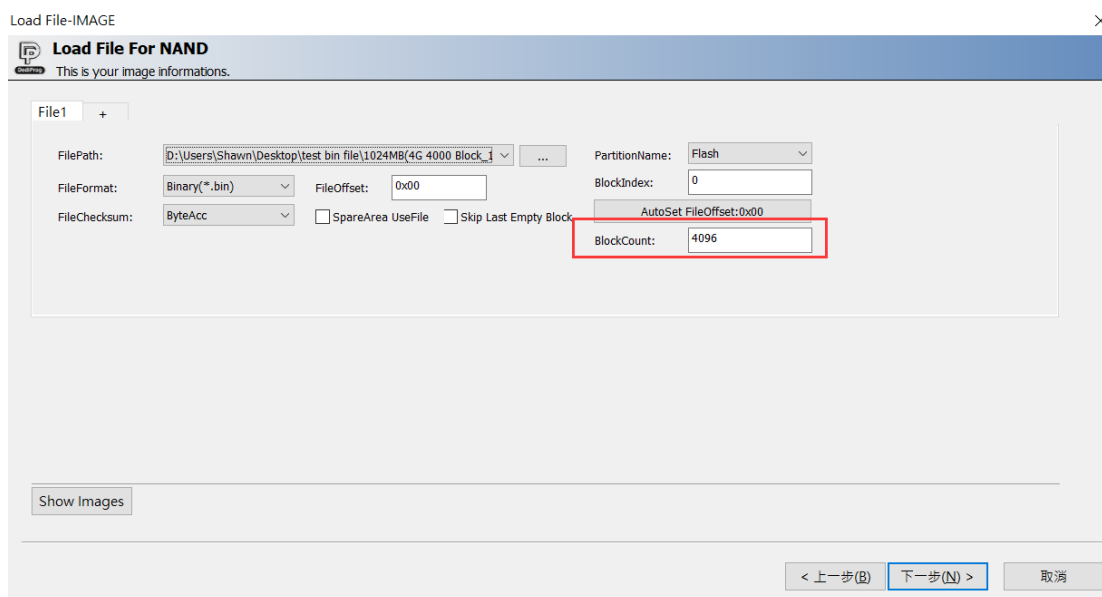 Load File-IMAGE
DediProg
Load File For NAND
This is your image informations.
File1 +
FilePath: D:\Users\Shawn\Desktop\test bin file\1024MB(4G 4000 Block_1 ... PartitionName: Flash
FileFormat: Binary(*.bin) FileOffset: 0x00 BlockIndex: 0
FileChecksum: ByteAcc SpareArea UseFile Skip Last Empty Block AutoSet FileOffset:0x00
BlockCount: 4096
Show Images
< 上一步(B) 下一步(N) > 取消